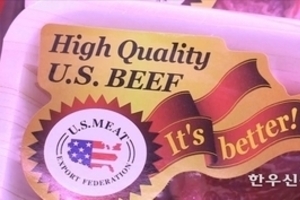 High Quality
U.S. BEEF
U.S. MEAT
EXPORT FEDERATION
It's better!
한우신